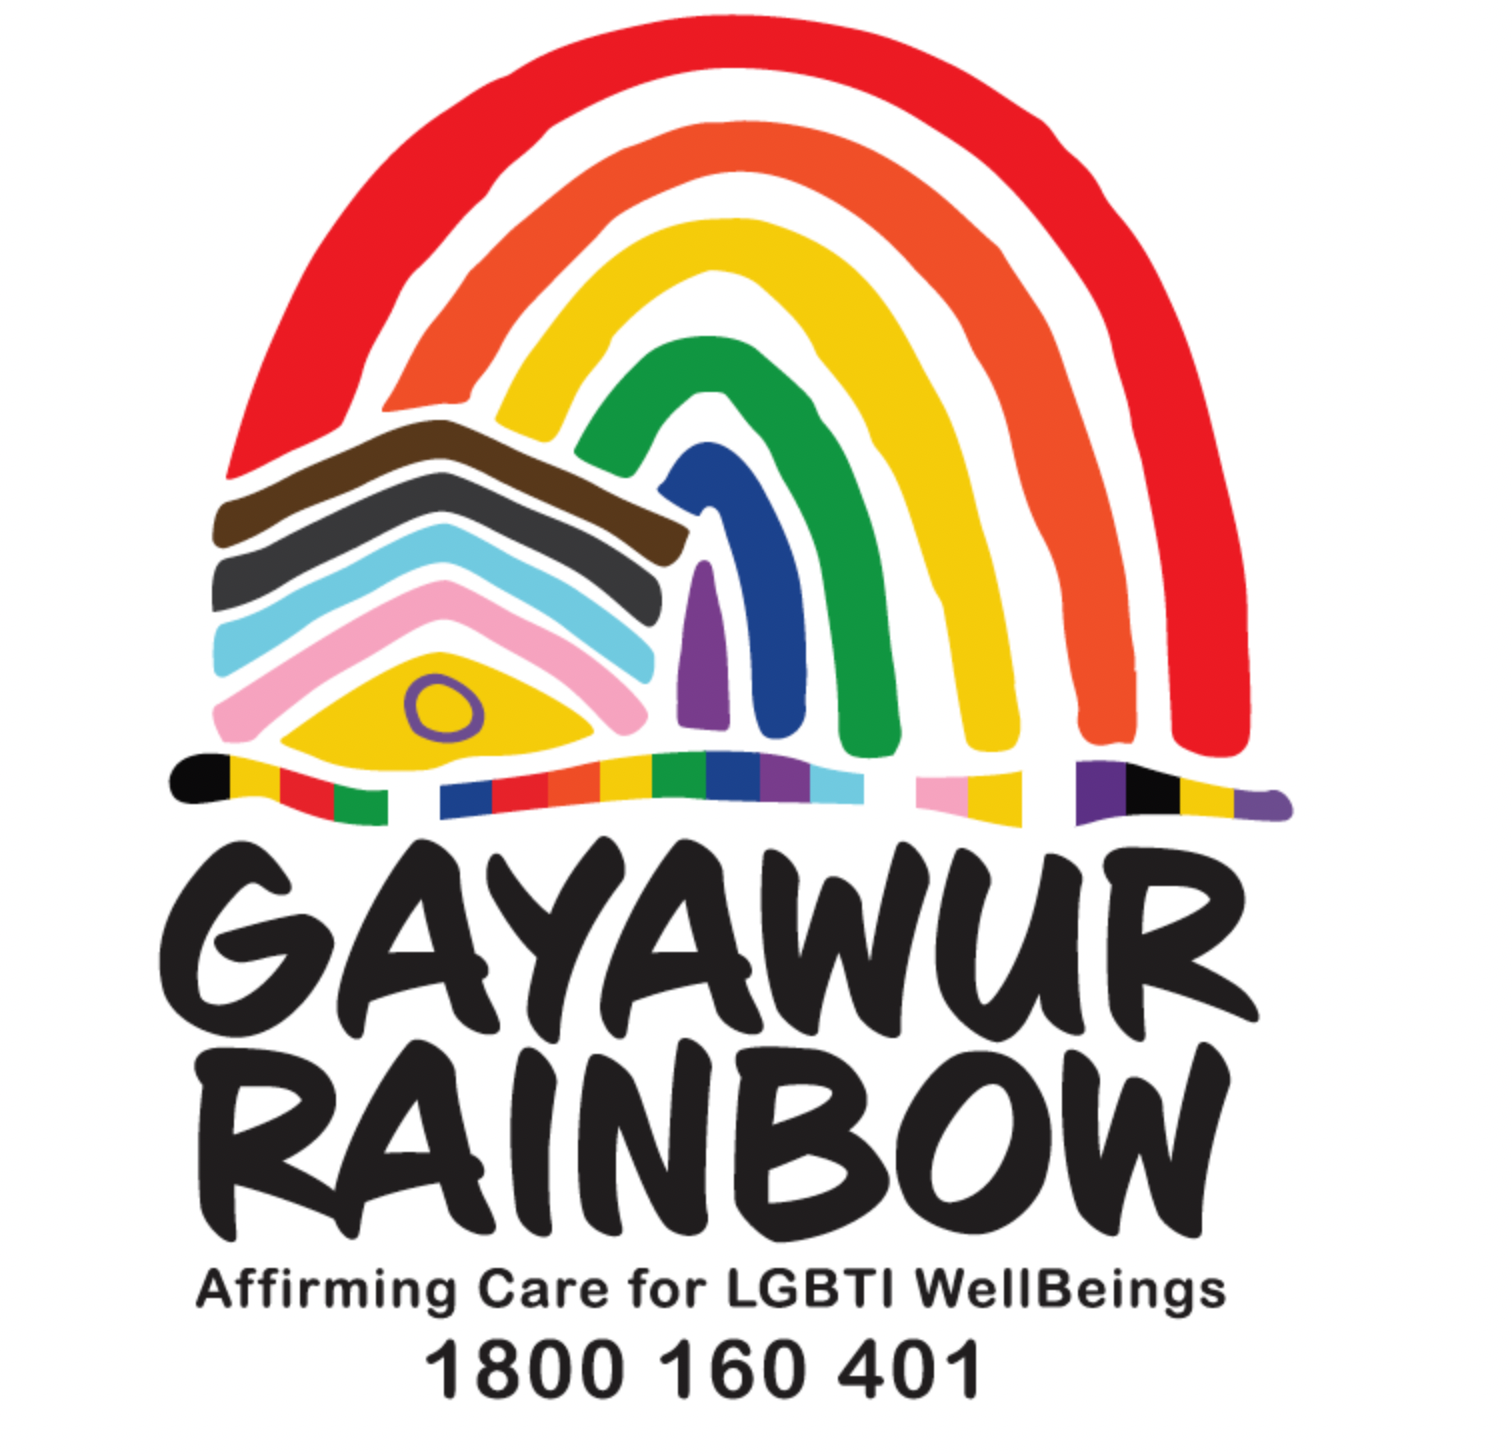 GAYAWUR
RAINBOW
Affirming Care for LGBTI WellBeings
1800 160 401